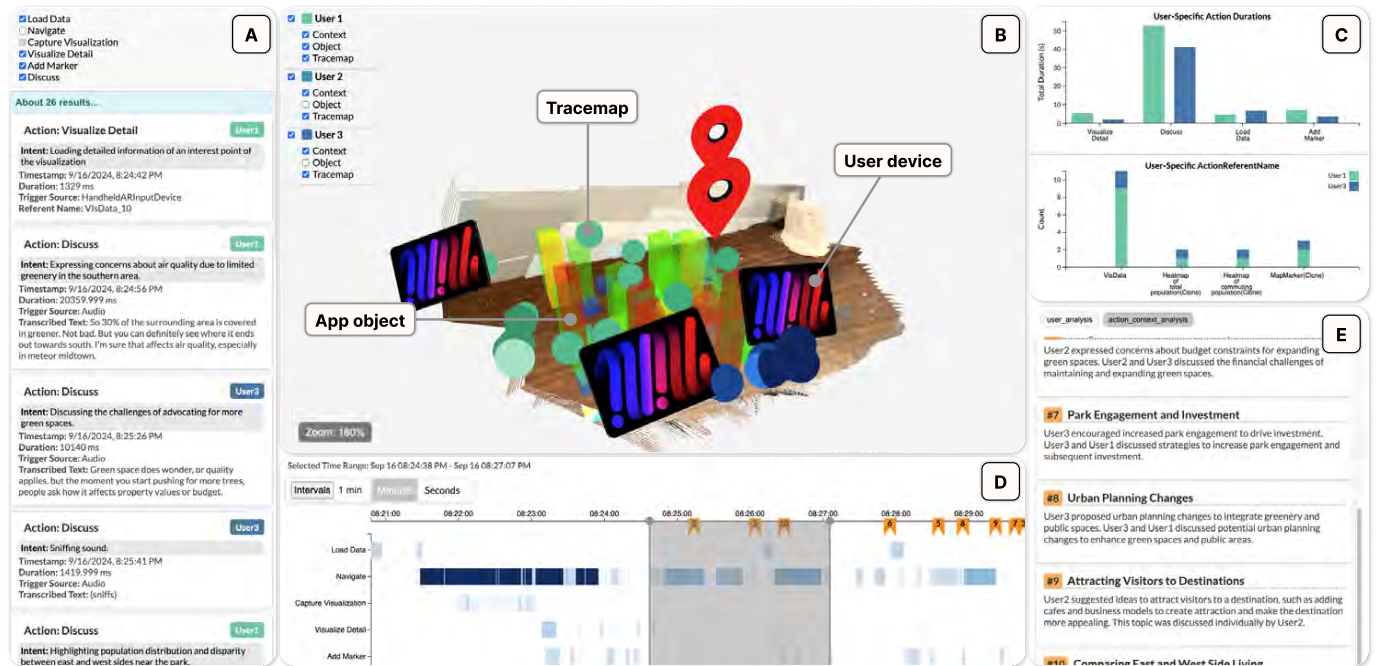 Load Data
Navigate
Capture Visualization
Visualize Detail
Add Marker
Discuss
A
About 26 results...
Action: Visualize Detail
User1
Intent: Loading detailed information of an interest point of
the visualization
Timestamp: 9/16/2024, 8:24:42 PM
Duration: 1329 ms
Trigger Source: HandheldARInputDevice
Referent Name: VisData_10
Action: Discuss
User1
Intent: Expressing concerns about air quality due to limited
greenery in the southern area.
Timestamp: 9/16/2024, 8:24:56 PM
Duration: 20359.999 ms
Trigger Source: Audio
Transcribed Text: So 30% of the surrounding area is covered
in greener. Not bad. But you can definitely see where it ends
out towards south. I'm sure that affects air quality, especially
in meteor midtown.
Action: Discuss
User3
Intent: Discussing the challenges of advocating for more
green spaces.
Timestamp: 9/16/2024, 8:25:26 PM
Duration: 10140 ms
Trigger Source: Audio
Transcribed Text: Green space does wonder, or quality
applies, but the moment you start pushing for more trees,
people ask how it affects property values or budget.
Action: Discuss
User3
Intent: Sniffing sound.
Timestamp: 9/16/2024, 8:25:41 PM
Duration: 1419.999 ms
Trigger Source: Audio
Transcribed Text: (sniffs)
Action: Discuss
User1
Intent: Highlighting population distribution and disparity
between east and west sides near the park.
User 1
Context
Object
Tracemap
User 2
Context
Object
Tracemap
User 3
Context
Object
Tracemap
B
Tracemap
User device
App object
Zoom: 180%
Selected Time Range: Sep 16 08:24:38 PM - Sep 16 08:27:07 PM
D
Intervals
1 min
Minutes
Seconds
08:21:00
08:22:00
08:23:00
08:24:00
08:25:00
08:26:00
08:27:00
08:28:00
08:29:00
10
6
5
8
9
7
3
Load Data
Navigate
Capture Visualization
Visualize Detail
Add Marker
User-Specific Action Durations
C
Total Duration (s)
50
40
30
20
10
0
Visualize
Detail
Discuss
Load
Data
Add
Marker
User-Specific ActionReferentName
User1
User3
Count
10
8
6
4
2
0
VisData
Heatmap
of
total
population(Clone)
Heatmap
of
commuting
population(Clone)
MapMarker(Clone)
user_analysis
action_context_analysis
E
User2 expressed concerns about budget constraints for expanding
green spaces. User2 and User3 discussed the financial challenges of
maintaining and expanding green spaces.
#7 Park Engagement and Investment
User3 encouraged increased park engagement to drive investment.
User3 and User1 discussed strategies to increase park engagement and
subsequent investment.
#8 Urban Planning Changes
User3 proposed urban planning changes to integrate greenery and
public spaces. User3 and User1 discussed potential urban planning
changes to enhance green spaces and public areas.
#9 Attracting Visitors to Destinations
User2 suggested ideas to attract visitors to a destination, such as adding
cafes and business models to create attraction and make the destination
more appealing. This topic was discussed individually by User2.
#10 Comparing East and West Side Living